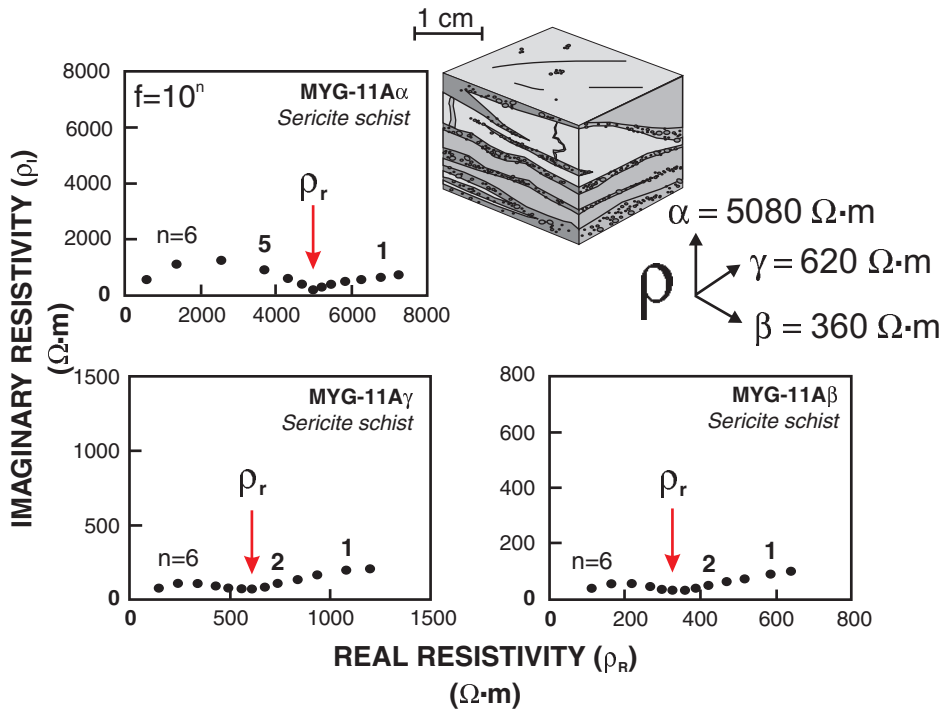 1 cm
8000
6000
4000
2000
0
f=10ⁿ
MYG-11Aα
Sericite schist
ρr
n=6
5
1
0 2000 4000 6000 8000
α = 5080 Ω·m
γ = 620 Ω·m
β = 360 Ω·m
ρ
IMAGINARY RESISTIVITY (ρI)
(Ω·m)
1500
1000
500
0
MYG-11Aγ
Sericite schist
ρr
n=6
2
1
500 1000 1500
800
600
400
200
0
MYG-11Aβ
Sericite schist
ρr
n=6
2
1
0 200 400 600 800
REAL RESISTIVITY (ρR)
(Ω·m)